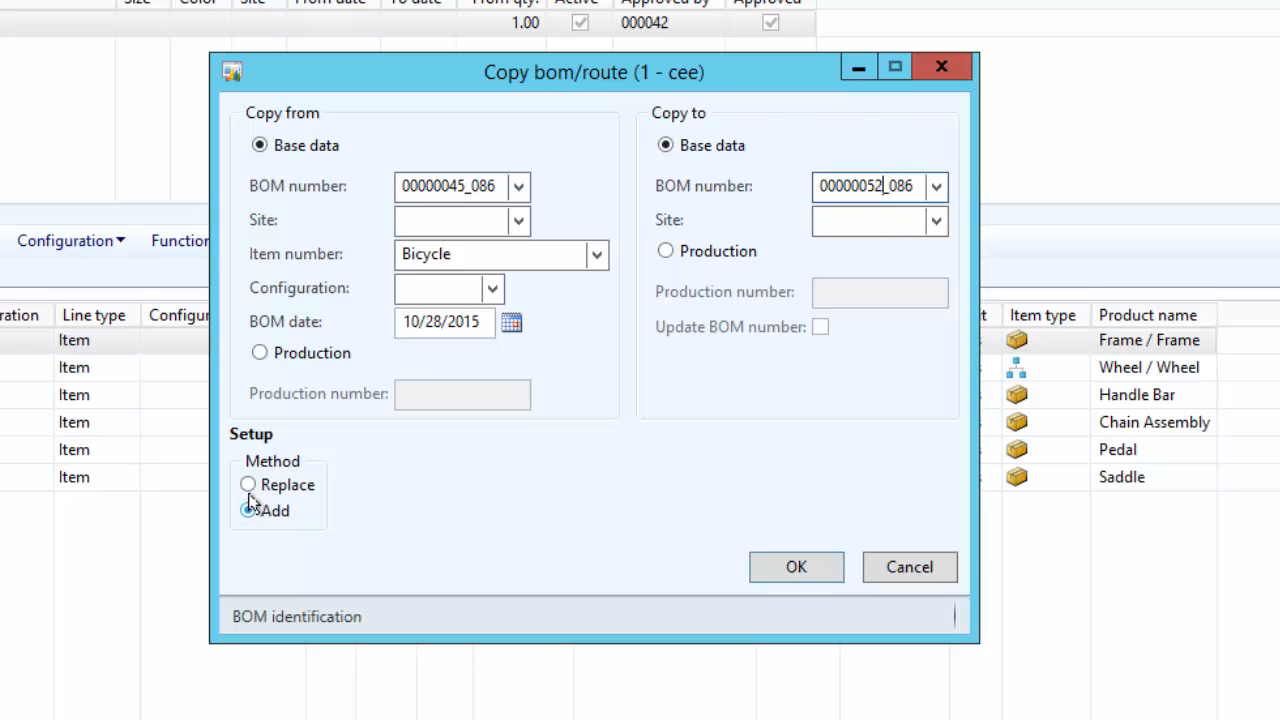 Size Color Site From date To date From qty. Active Approved by Approved
1.00 000042
Copy bom/route (1 - cee)
Copy from
Base data
BOM number: 00000045_086
Site:
Item number: Bicycle
Configuration:
BOM date: 10/28/2015
Production
Production number:
Copy to
Base data
BOM number: 00000052_086
Site:
Production
Production number:
Update BOM number:
Setup
Method
Replace
Add
OK Cancel
BOM identification
Configuration Function
ration Line type Configur t Item type Product name
Item Frame / Frame
Item Wheel / Wheel
Item Handle Bar
Item Chain Assembly
Item Pedal
Item Saddle